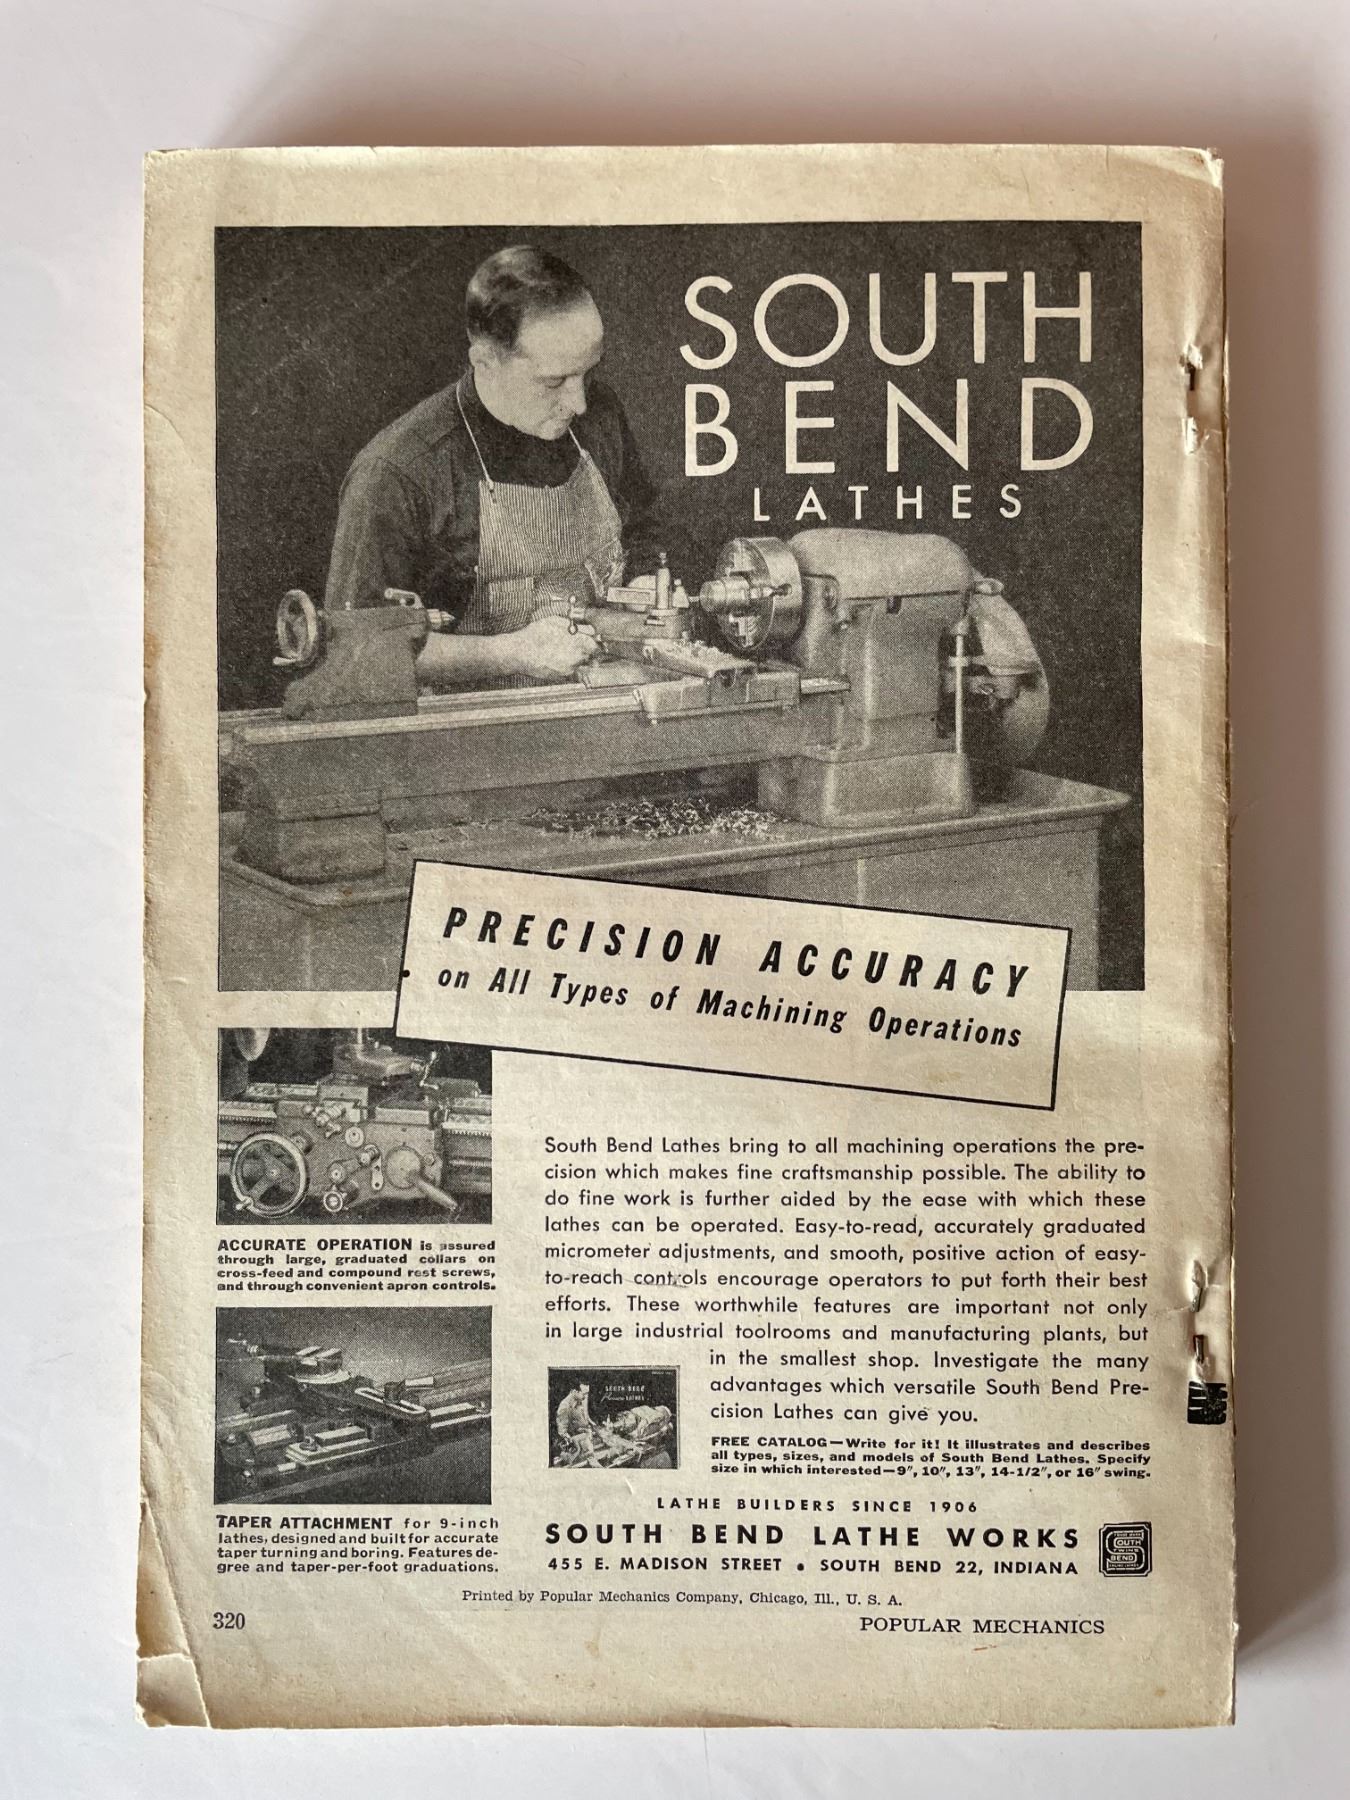 SOUTH
BEND
LATHES
PRECISION ACCURACY
on All Types of Machining Operations
South Bend Lathes bring to all machining operations the pre-
cision which makes fine craftsmanship possible. The ability to
do fine work is further aided by the ease with which these
lathes can be operated. Easy-to-read, accurately graduated
micrometer adjustments, and smooth, positive action of easy-
to-reach controls encourage operators to put forth their best
efforts. These worthwhile features are important not only
in large industrial toolrooms and manufacturing plants, but
in the smallest shop. Investigate the many
advantages which versatile South Bend Pre-
cision Lathes can give you.
ACCURATE OPERATION is assured
through large, graduated collars on
cross-feed and compound rest screws,
and through convenient apron controls.
TAPER ATTACHMENT for 9-inch
lathes, designed and built for accurate
taper turning and boring. Features de-
gree and taper-per-foot graduations.
SOUTH BEND
LATHES
FREE CATALOG—Write for it! It illustrates and describes
all types, sizes, and models of South Bend Lathes. Specify
size in which interested—9", 10", 13", 14-1/2", or 16" swing.
LATHE BUILDERS SINCE 1906
SOUTH BEND LATHE WORKS
455 E. MADISON STREET • SOUTH BEND 22, INDIANA
SOUTH
BEND
Printed by Popular Mechanics Company, Chicago, Ill., U. S. A.
320
POPULAR MECHANICS